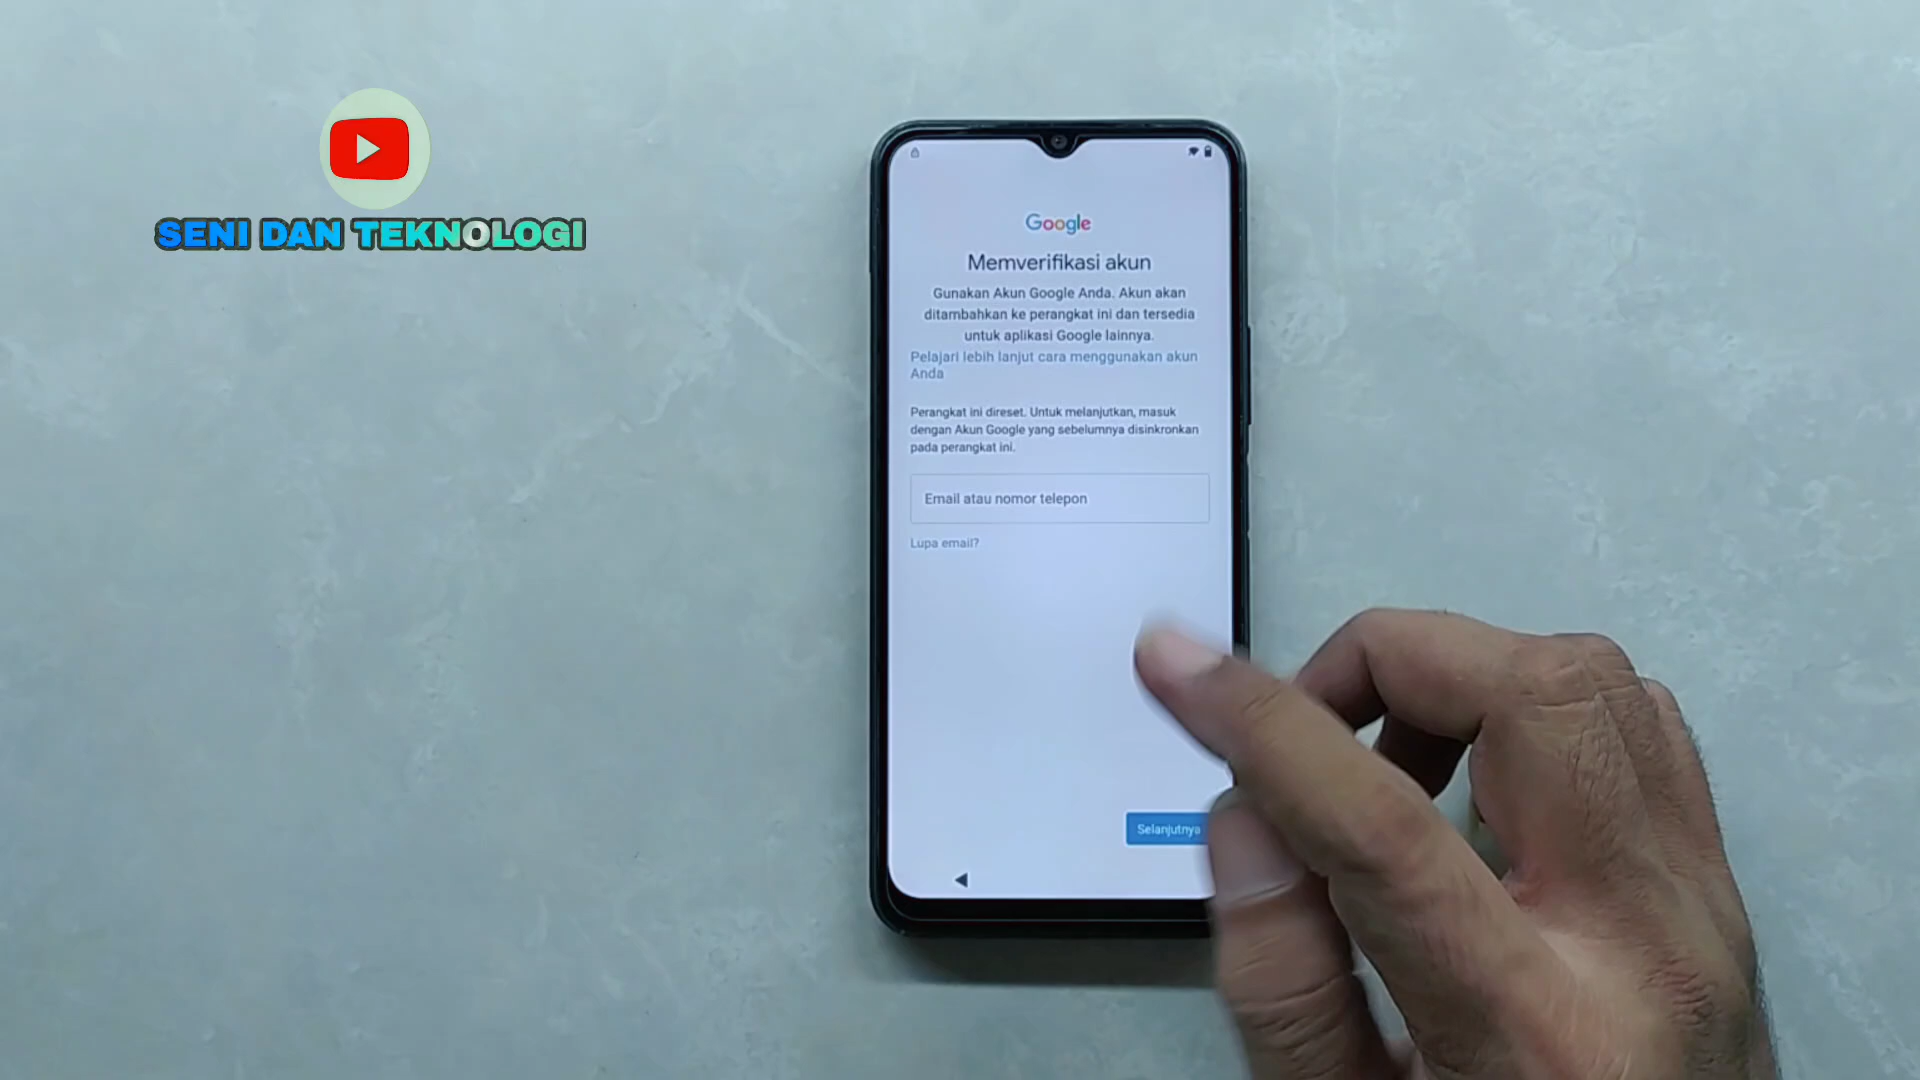 SENI DAN TEKNOLOGI
Google
Memverifikasi akun
Gunakan Akun Google Anda. Akun akan
ditambahkan ke perangkat ini dan tersedia
untuk aplikasi Google lainnya.
Pelajari lebih lanjut cara menggunakan akun
Anda
Perangkat ini direset. Untuk melanjutkan, masuk
dengan Akun Google yang sebelumnya disinkronkan
pada perangkat ini.
Email atau nomor telepon
Lupa email?
Selanjutnya